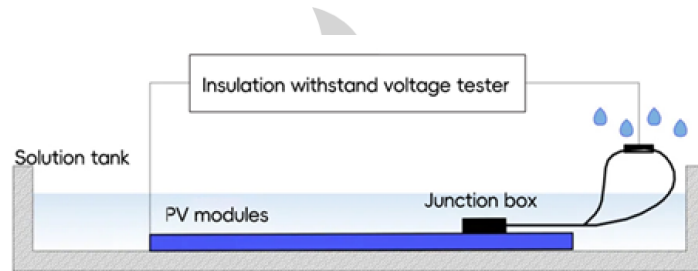 Insulation withstand voltage tester
Solution tank
Junction box
PV modules